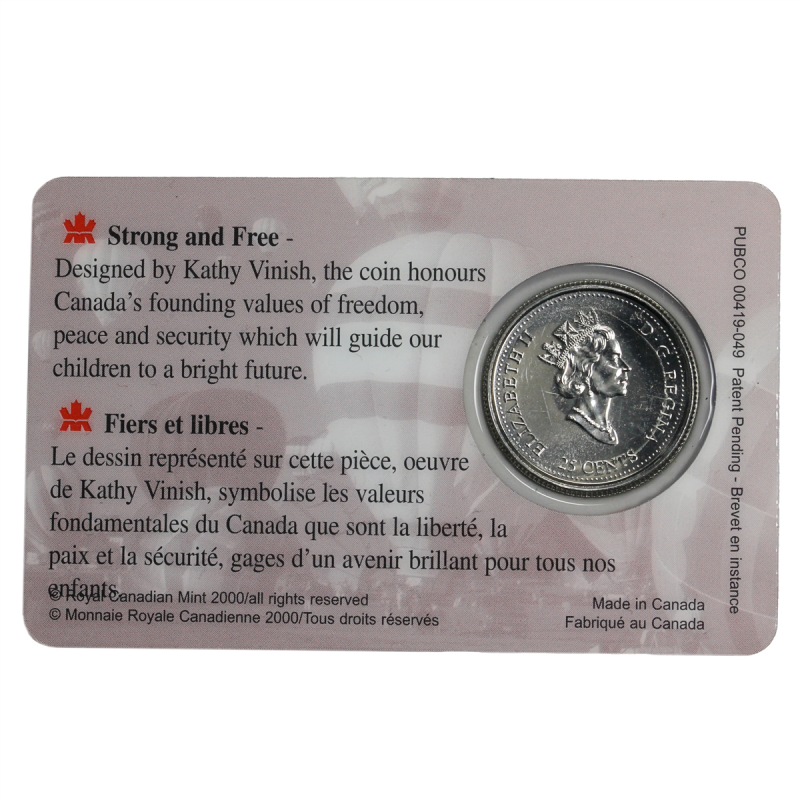 Strong and Free -
Designed by Kathy Vinish, the coin honours
Canada's founding values of freedom,
peace and security which will guide our
children to a bright future.
Fiers et libres -
Le dessin représenté sur cette pièce, oeuvre
de Kathy Vinish, symbolise les valeurs
fondamentales du Canada que sont la liberté, la
paix et la sécurité, gages d'un avenir brillant pour tous nos
enfants.
© Royal Canadian Mint 2000/all rights reserved
© Monnaie Royale Canadienne 2000/Tous droits réservés
Made in Canada
Fabriqué au Canada
PUBCO 00419-049 Patent Pending - Brevet en instance
ELIZABETH II D·G·REGINA
25 CENTS